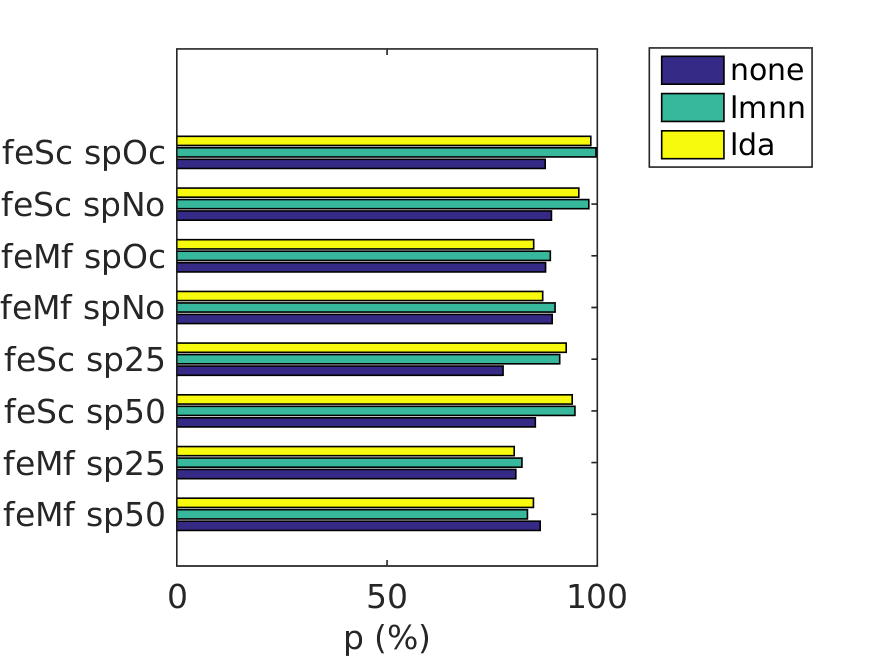 none
lmnn
lda
feSc spOc
feSc spNo
feMf spOc
feMf spNo
feSc sp25
feSc sp50
feMf sp25
feMf sp50
0 50 100
p (%)